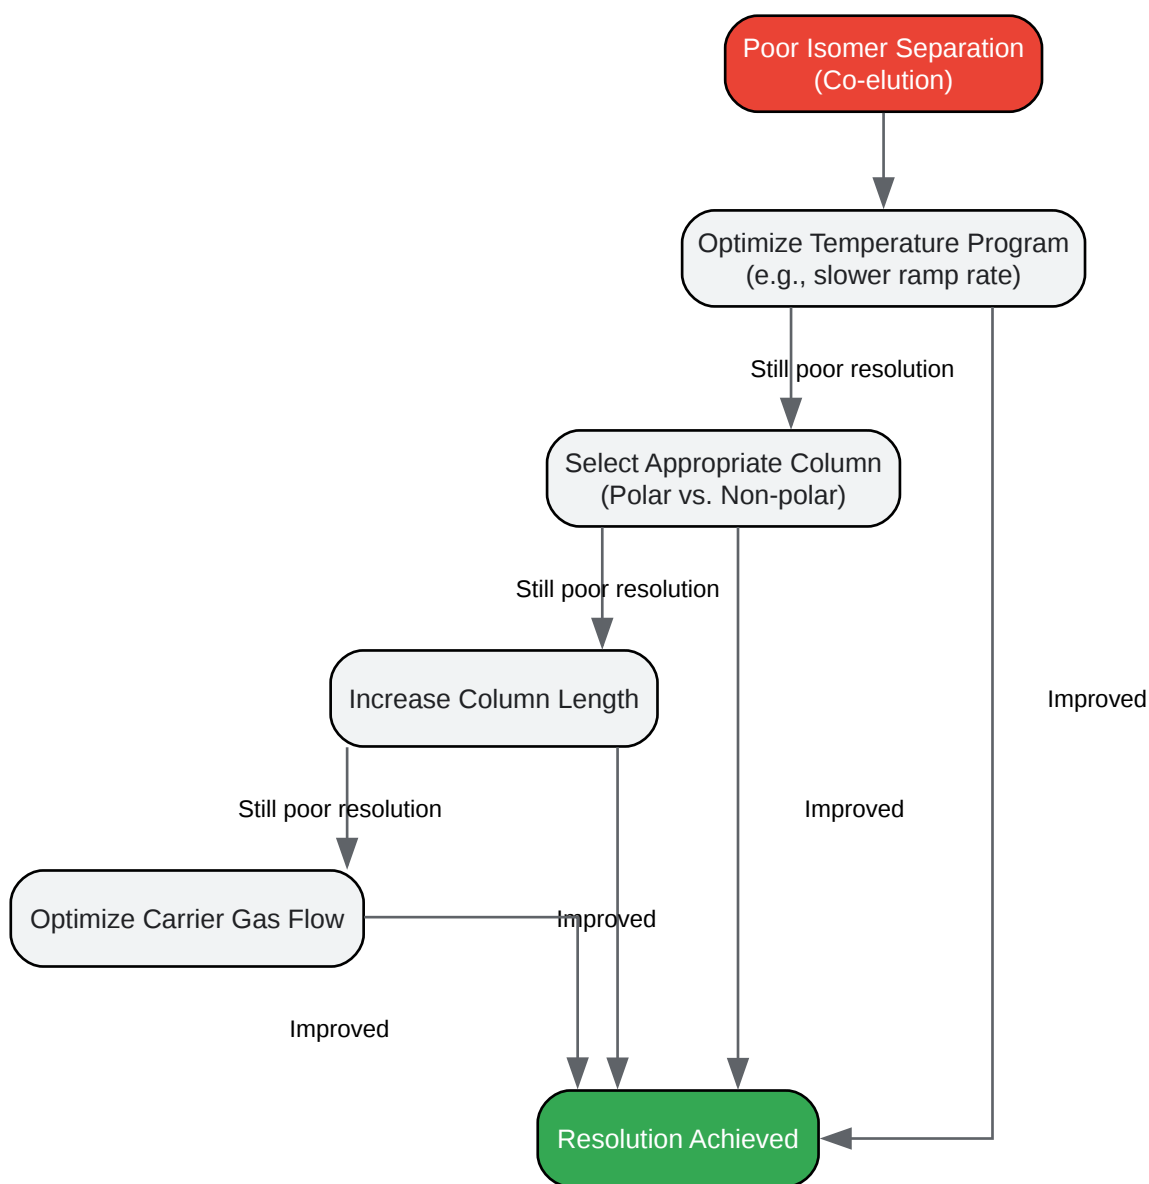 Poor Isomer Separation
(Co-elution)
Optimize Temperature Program
(e.g., slower ramp rate)
Still poor resolution
Select Appropriate Column
(Polar vs. Non-polar)
Still poor resolution
Increase Column Length
Improved
Still poor resolution
Improved
Optimize Carrier Gas Flow
Improved
Improved
Resolution Achieved